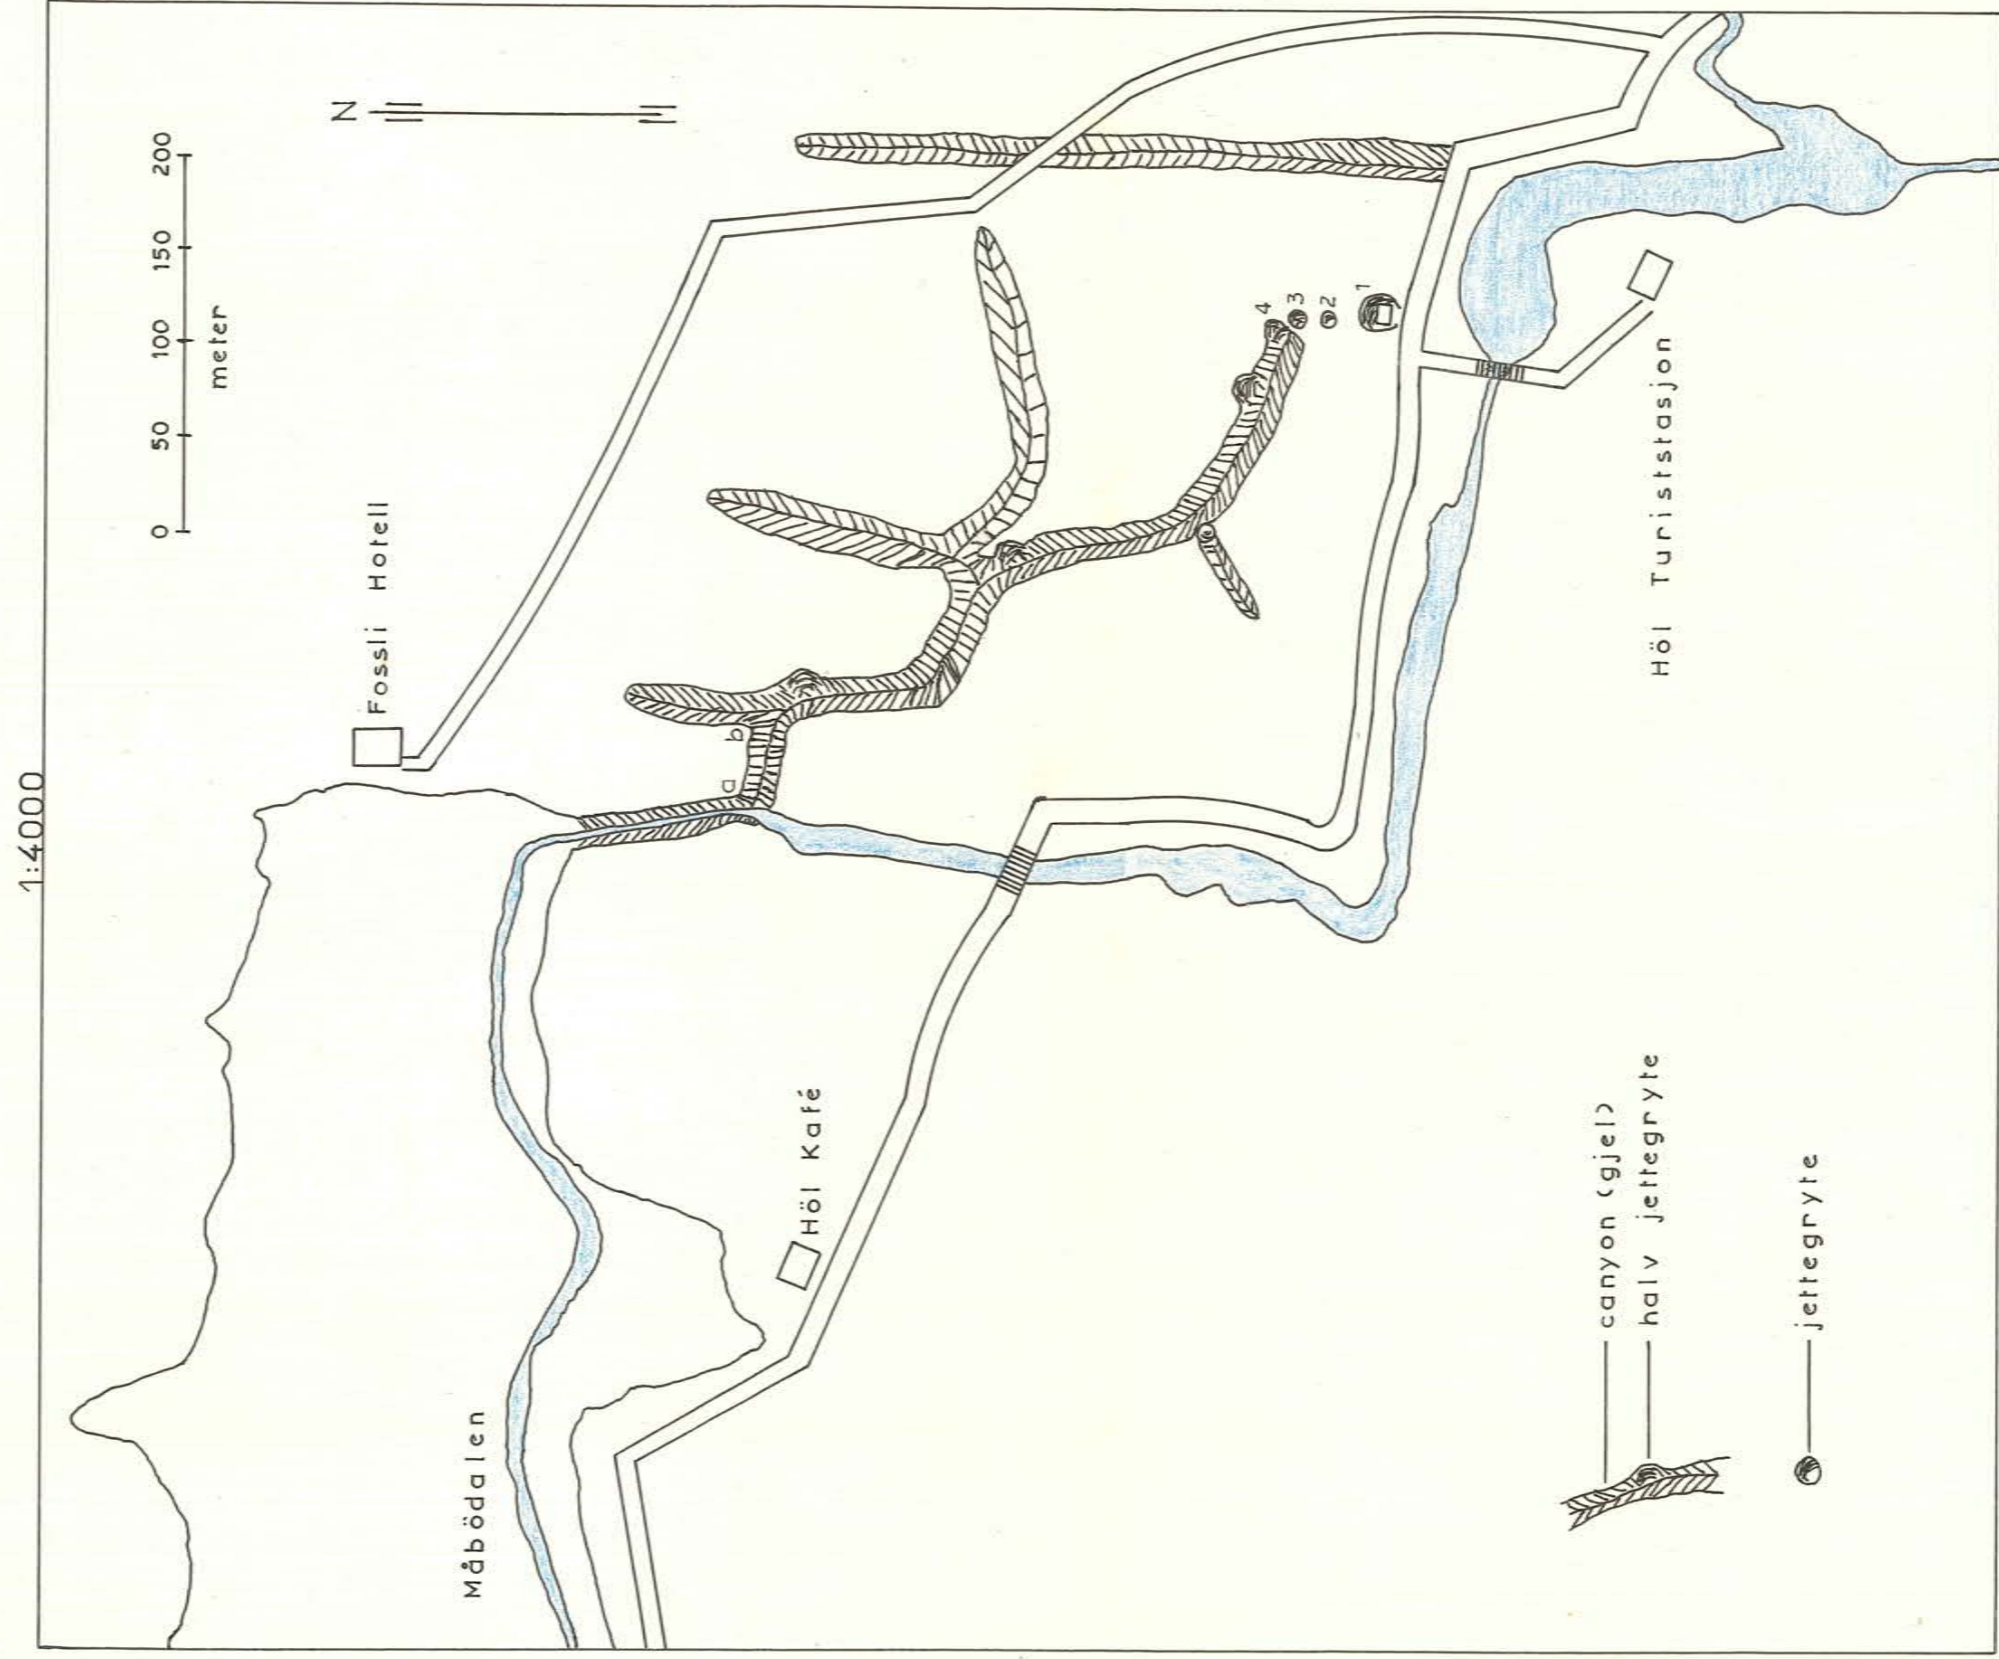 1:4000
N
0 50 100 150 200
meter
Fossli Hotell
b
a
4
3
2
1
Höl Turiststasjon
Höl Kafé
Måbödalen
canyon (gjel)
halv jettegryte
jettegryte